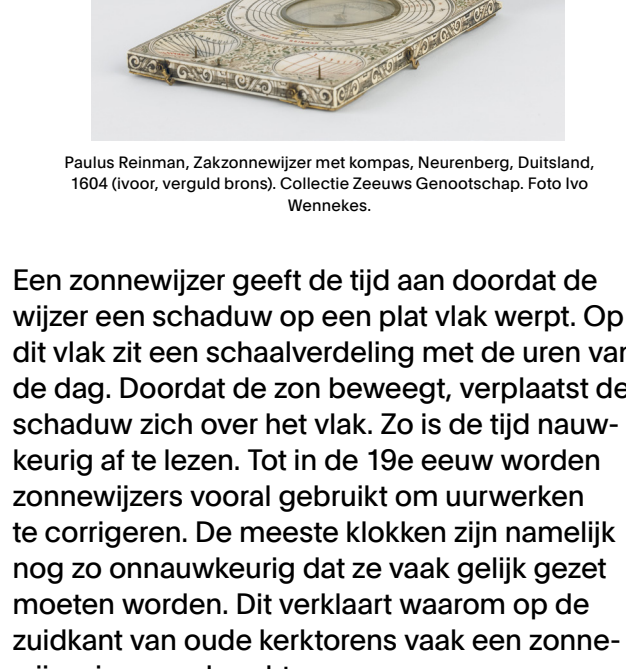 Paulus Reinman, Zakzonnewijzer met kompas, Neurenberg, Duitsland,
1604 (ivoor, verguld brons). Collectie Zeeuws Genootschap. Foto Ivo
Wennekes.
Een zonnewijzer geeft de tijd aan doordat de
wijzer een schaduw op een plat vlak werpt. Op
dit vlak zit een schaalverdeling met de uren van
de dag. Doordat de zon beweegt, verplaatst de
schaduw zich over het vlak. Zo is de tijd nauw-
keurig af te lezen. Tot in de 19e eeuw worden
zonnewijzers vooral gebruikt om uurwerken
te corrigeren. De meeste klokken zijn namelijk
nog zo onnauwkeurig dat ze vaak gelijk gezet
moeten worden. Dit verklaart waarom op de
zuidkant van oude kerktorens vaak een zonne-